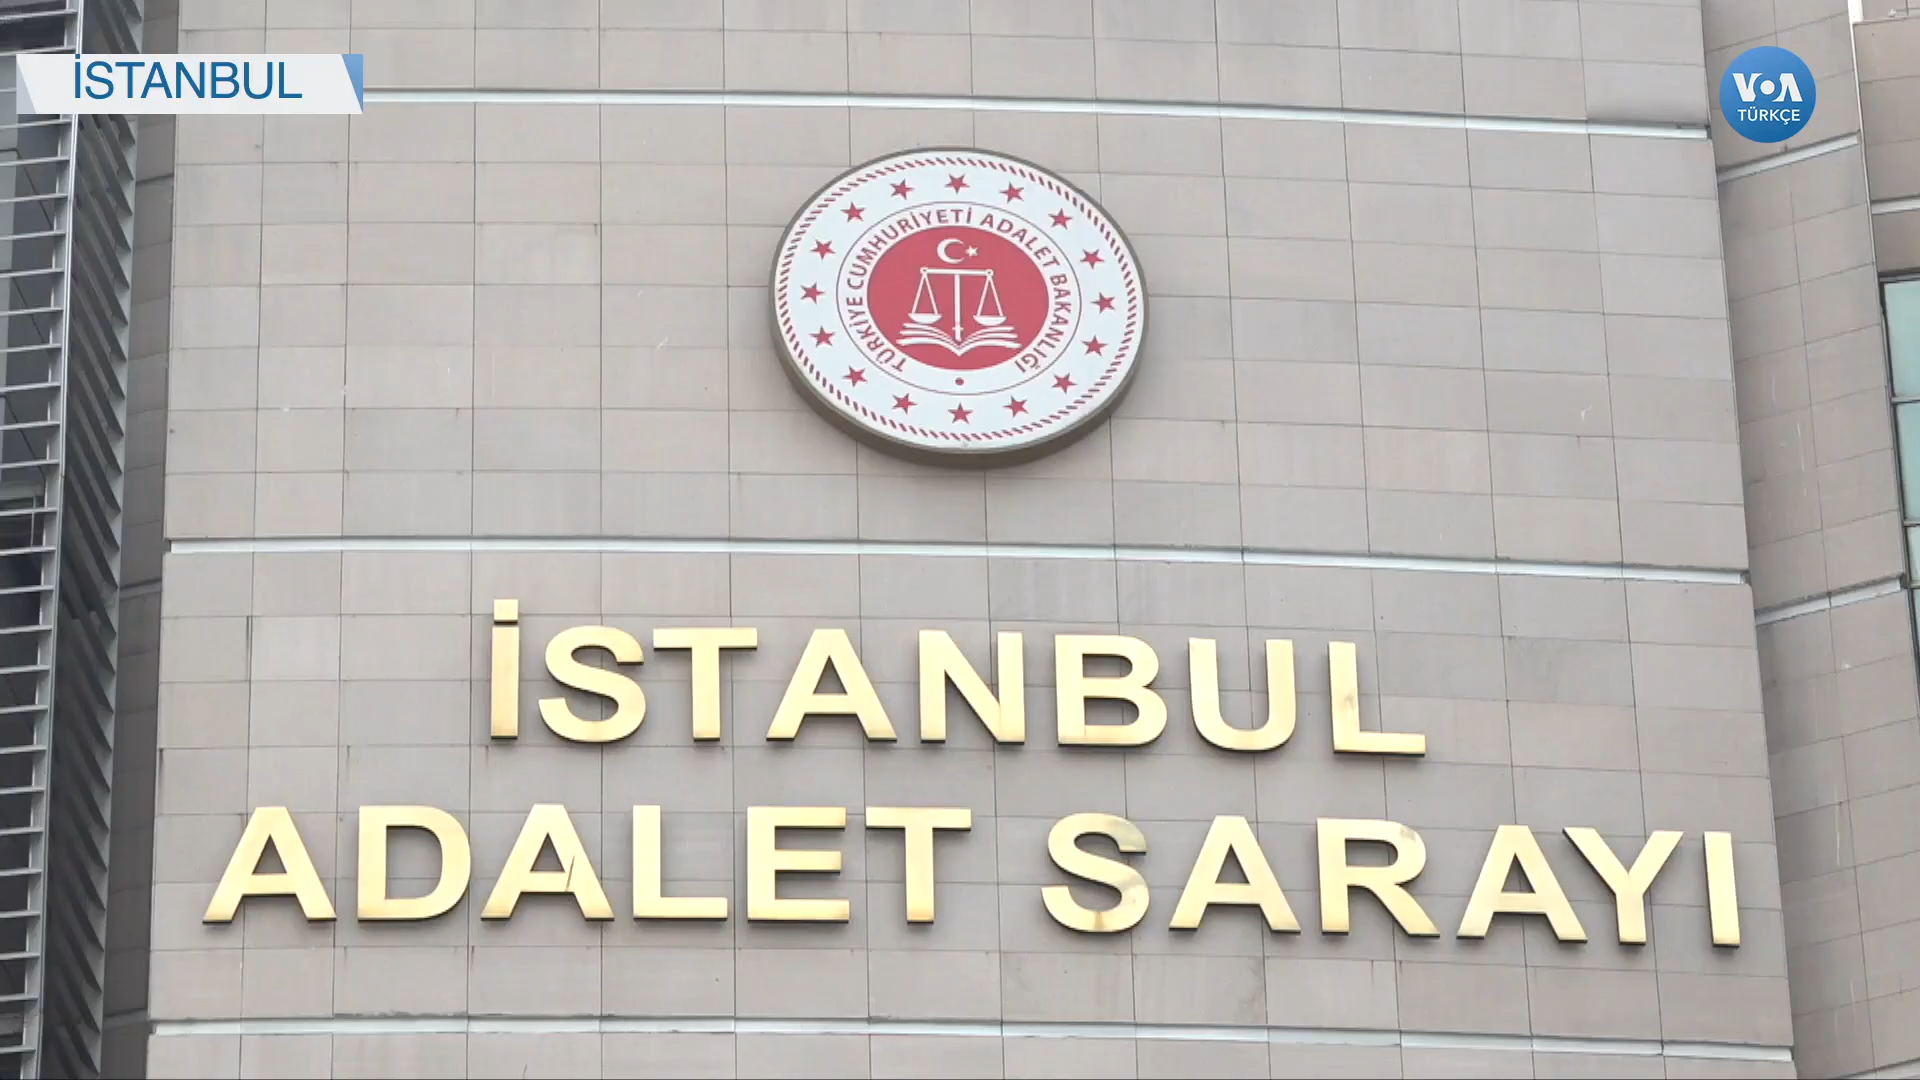 İSTANBUL
VOA
TÜRKÇE
TÜRKİYE CUMHURİYETİ ADALET BAKANLIĞI
İSTANBUL
ADALET SARAYI